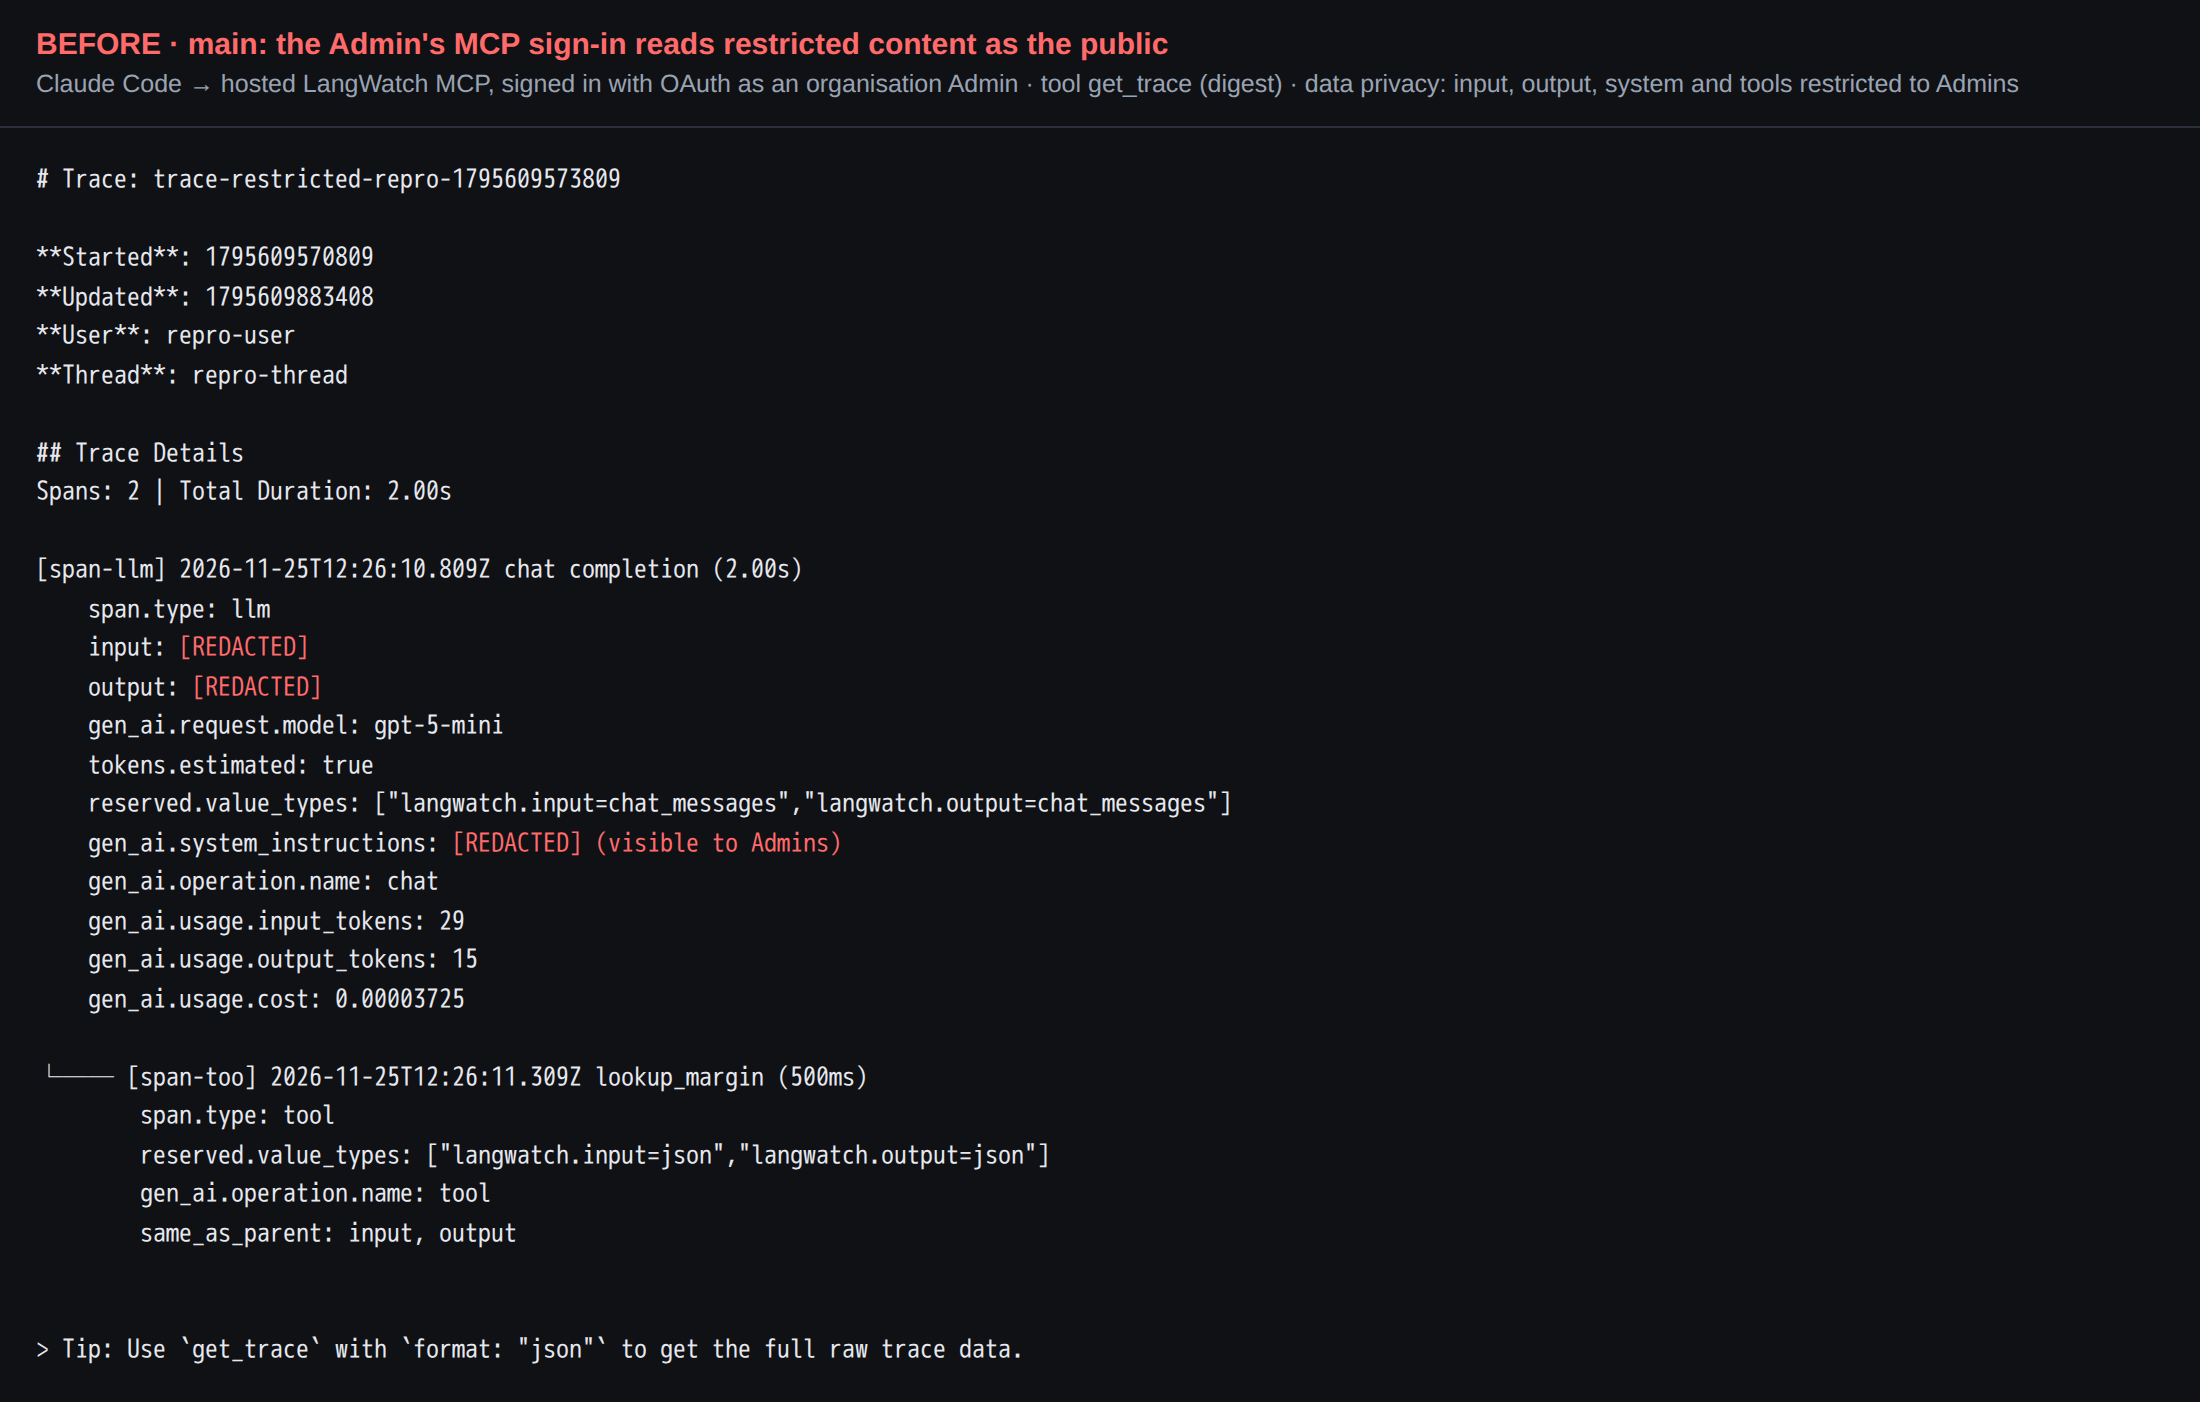 BEFORE · main: the Admin's MCP sign-in reads restricted content as the public
Claude Code → hosted LangWatch MCP, signed in with OAuth as an organisation Admin · tool get_trace (digest) · data privacy: input, output, system and tools restricted to Admins
# Trace: trace-restricted-repro-1795609573809
**Started**: 1795609570809
**Updated**: 1795609883408
**User**: repro-user
**Thread**: repro-thread
## Trace Details
Spans: 2 | Total Duration: 2.00s
[span-llm] 2026-11-25T12:26:10.809Z chat completion (2.00s)
span.type: llm
input: [REDACTED]
output: [REDACTED]
gen_ai.request.model: gpt-5-mini
tokens.estimated: true
reserved.value_types: ["langwatch.input=chat_messages","langwatch.output=chat_messages"]
gen_ai.system_instructions: [REDACTED] (visible to Admins)
gen_ai.operation.name: chat
gen_ai.usage.input_tokens: 29
gen_ai.usage.output_tokens: 15
gen_ai.usage.cost: 0.00003725
└──── [span-too] 2026-11-25T12:26:11.309Z lookup_margin (500ms)
span.type: tool
reserved.value_types: ["langwatch.input=json","langwatch.output=json"]
gen_ai.operation.name: tool
same_as_parent: input, output
> Tip: Use `get_trace` with `format: "json"` to get the full raw trace data.